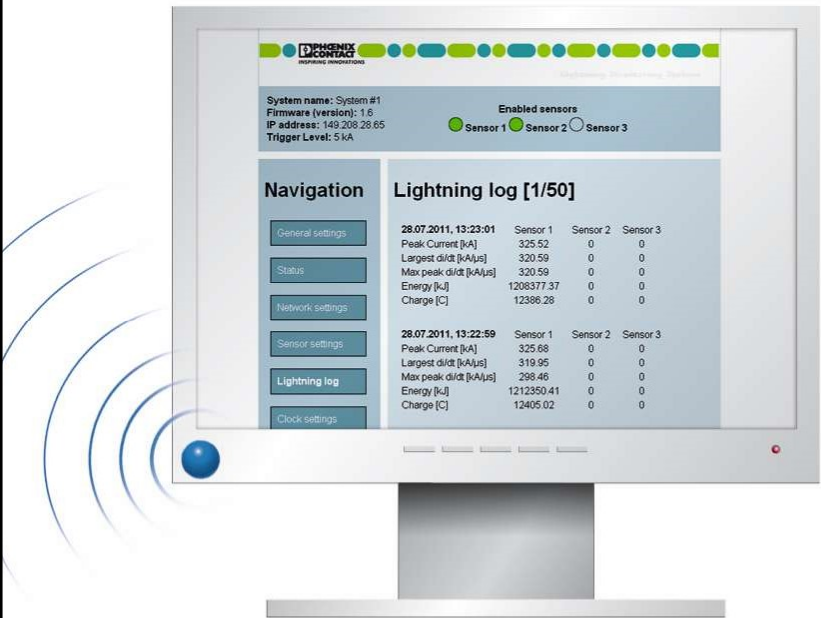 PHŒNIX
CONTACT
INSPIRING INNOVATIONS
Lightning Monitoring System
System name: System #1
Firmware (version): 1.6
IP address: 149.208.28.65
Trigger Level: 5 kA
Enabled sensors
Sensor 1 Sensor 2 Sensor 3
Navigation
General settings
Status
Network settings
Sensor settings
Lightning log
Clock settings
Lightning log [1/50]
28.07.2011, 13:23:01 Sensor 1 Sensor 2 Sensor 3
Peak Current [kA] 325.52 0 0
Largest di/dt [kA/µs] 320.59 0 0
Max peak di/dt [kA/µs] 320.59 0 0
Energy [kJ] 1208377.37 0 0
Charge [C] 12386.28 0 0
28.07.2011, 13:22:59 Sensor 1 Sensor 2 Sensor 3
Peak Current [kA] 325.68 0 0
Largest di/dt [kA/µs] 319.95 0 0
Max peak di/dt [kA/µs] 298.46 0 0
Energy [kJ] 1212350.41 0 0
Charge [C] 12405.02 0 0